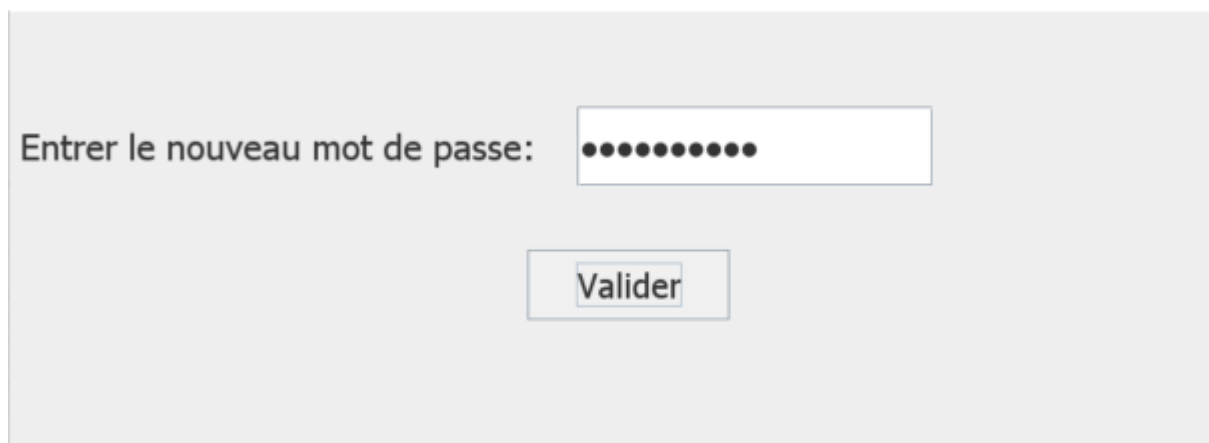 Entrer le nouveau mot de passe: ••••••••••
Valider